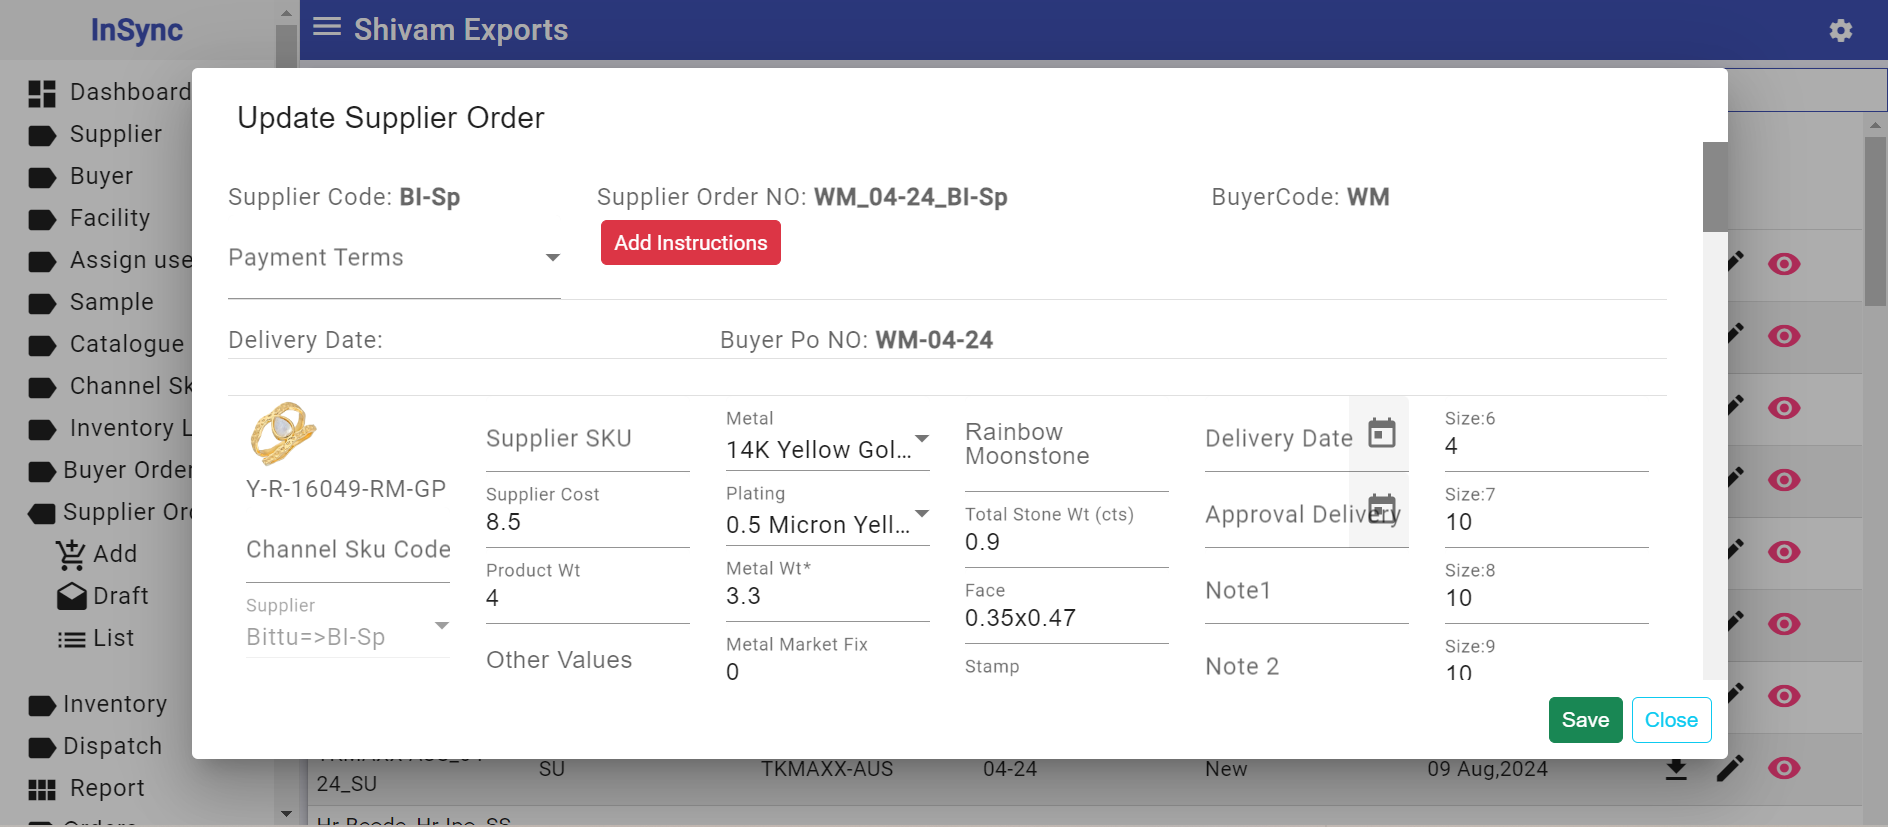 InSync
Shivam Exports
Dashboard
Supplier
Buyer
Facility
Assign use
Sample
Catalogue
Channel Sk
Inventory L
Buyer Order
Supplier Or
Add
Draft
List
Inventory
Dispatch
Report
Update Supplier Order
Supplier Code: BI-Sp
Supplier Order NO: WM_04-24_BI-Sp
BuyerCode: WM
Payment Terms
Add Instructions
Delivery Date:
Buyer Po NO: WM-04-24
Y-R-16049-RM-GP
Channel Sku Code
Supplier
Bittu=>BI-Sp
Supplier SKU
Supplier Cost
8.5
Product Wt
4
Other Values
Metal
14K Yellow Gol...
Plating
0.5 Micron Yell...
Metal Wt*
3.3
Metal Market Fix
0
Rainbow
Moonstone
Total Stone Wt (cts)
0.9
Face
0.35x0.47
Stamp
Delivery Date
Approval Delivery
Note1
Note 2
Size:6
4
Size:7
10
Size:8
10
Size:9
10
Save
Close
24_SU
SU
TKMAXX-AUS
04-24
New
09 Aug,2024